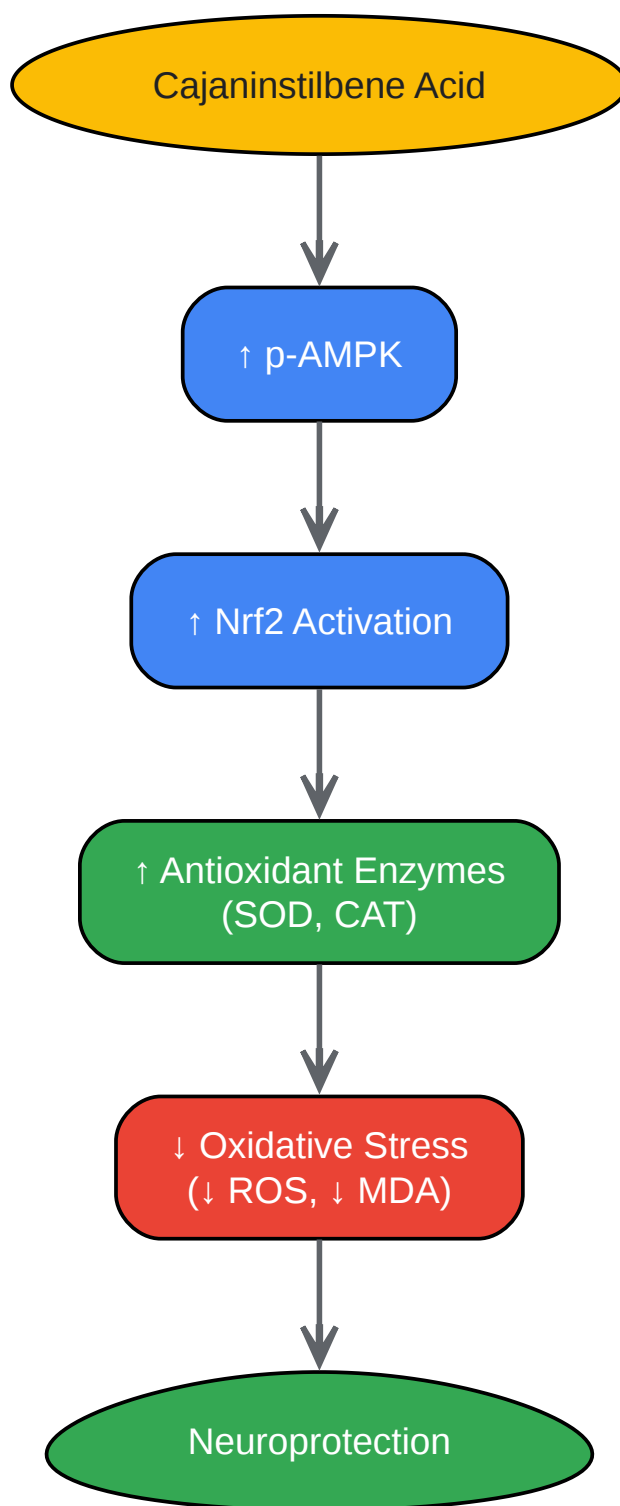 Cajaninstilbene Acid
↑ p-AMPK
↑ Nrf2 Activation
↑ Antioxidant Enzymes
(SOD, CAT)
↓ Oxidative Stress
(↓ ROS, ↓ MDA)
Neuroprotection